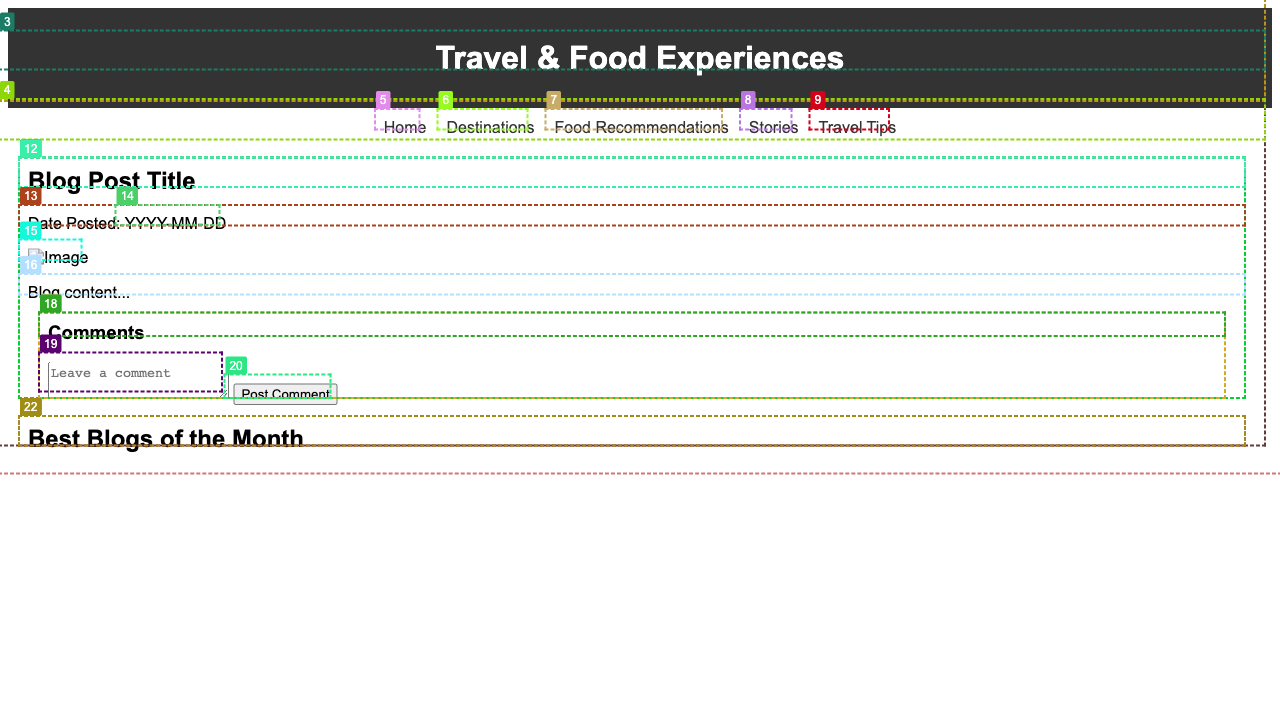 3
Travel & Food Experiences
4
5 6 7 8 9
Home Destinations Food Recommendations Stories Travel Tips
12
Blog Post Title
13 14
Date Posted: YYYY-MM-DD
15
Image
16
Blog content...
18
Comments
19
20
Leave a comment
Post Comment
22
Best Blogs of the Month